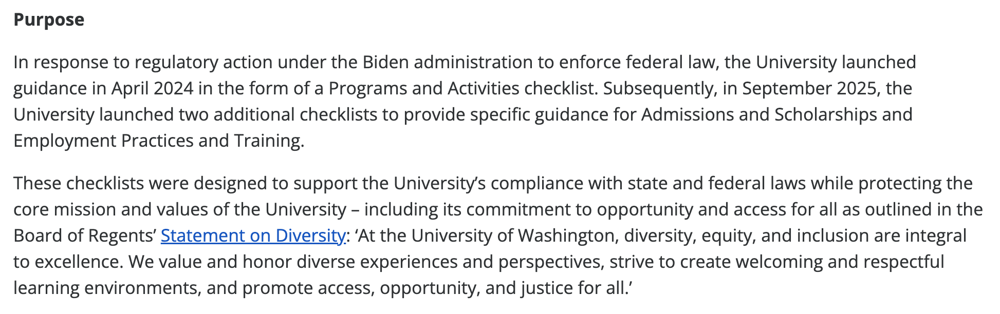 Purpose
In response to regulatory action under the Biden administration to enforce federal law, the University launched
guidance in April 2024 in the form of a Programs and Activities checklist. Subsequently, in September 2025, the
University launched two additional checklists to provide specific guidance for Admissions and Scholarships and
Employment Practices and Training.
These checklists were designed to support the University’s compliance with state and federal laws while protecting the
core mission and values of the University – including its commitment to opportunity and access for all as outlined in the
Board of Regents’ Statement on Diversity: ‘At the University of Washington, diversity, equity, and inclusion are integral
to excellence. We value and honor diverse experiences and perspectives, strive to create welcoming and respectful
learning environments, and promote access, opportunity, and justice for all.’